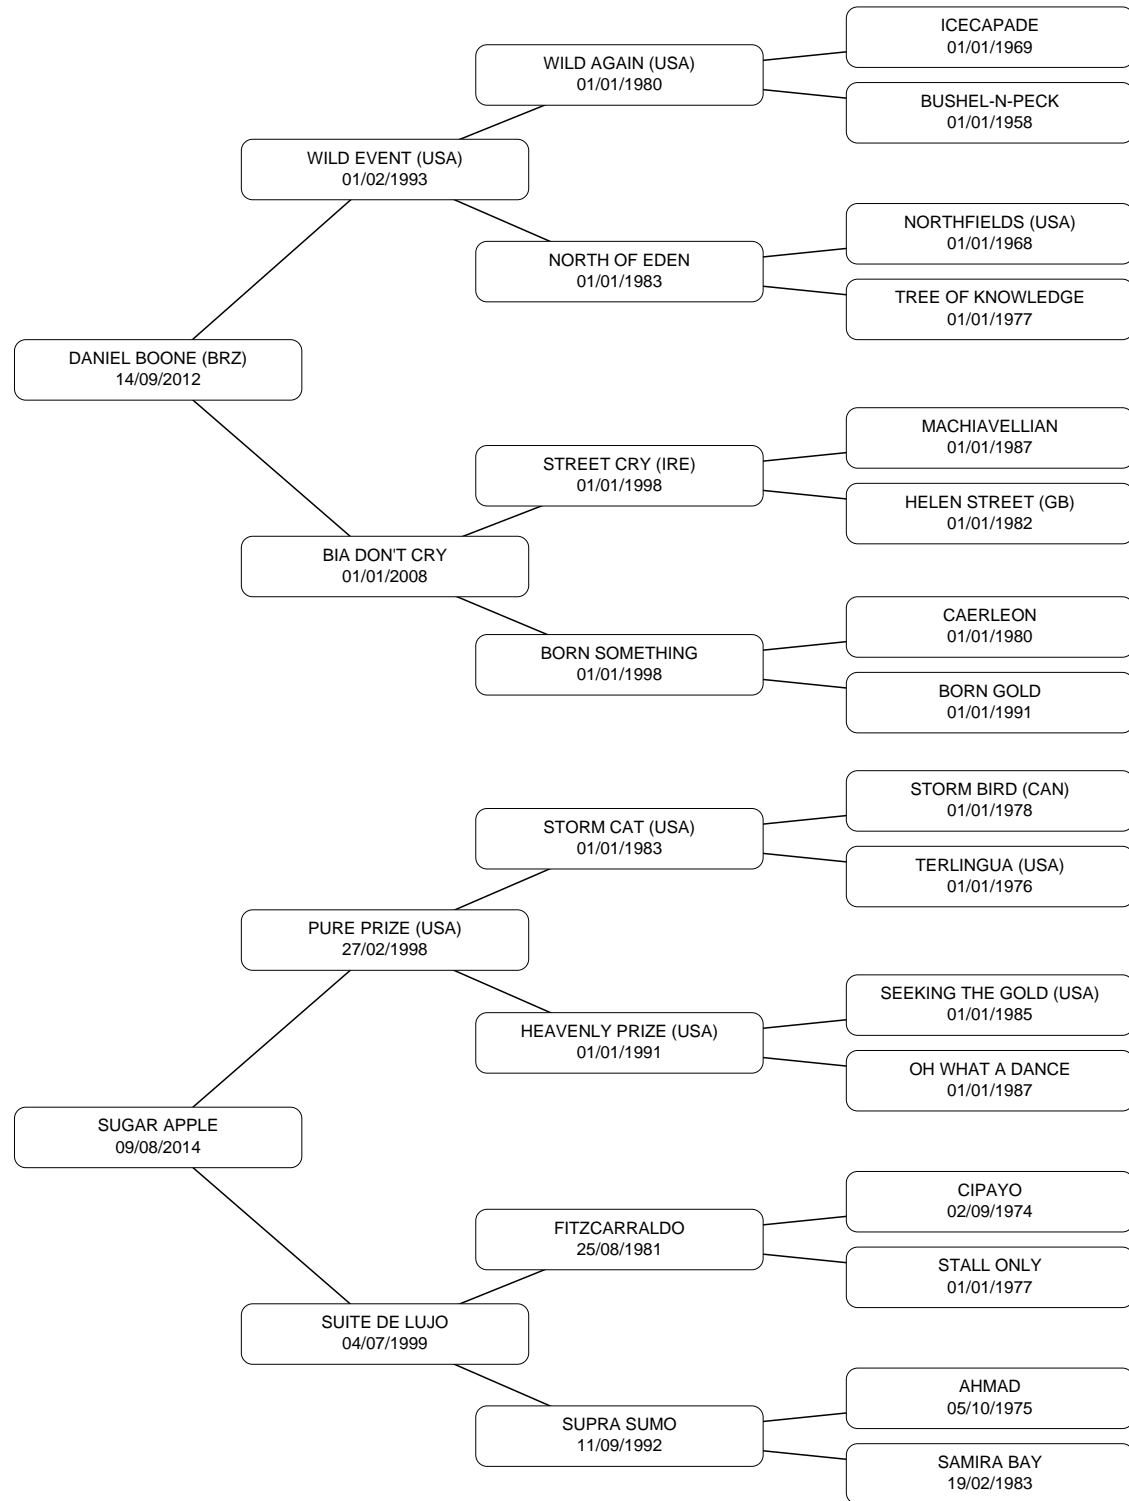 ICECAPADE
01/01/1969
WILD AGAIN (USA)
01/01/1980
BUSHEL-N-PECK
01/01/1958
WILD EVENT (USA)
01/02/1993
NORTHFIELDS (USA)
01/01/1968
NORTH OF EDEN
01/01/1983
TREE OF KNOWLEDGE
01/01/1977
DANIEL BOONE (BRZ)
14/09/2012
MACHIAVELLIAN
01/01/1987
STREET CRY (IRE)
01/01/1998
HELEN STREET (GB)
01/01/1982
BIA DON'T CRY
01/01/2008
CAERLEON
01/01/1980
BORN SOMETHING
01/01/1998
BORN GOLD
01/01/1991
STORM BIRD (CAN)
01/01/1978
STORM CAT (USA)
01/01/1983
TERLINGUA (USA)
01/01/1976
PURE PRIZE (USA)
27/02/1998
SEEKING THE GOLD (USA)
01/01/1985
HEAVENLY PRIZE (USA)
01/01/1991
OH WHAT A DANCE
01/01/1987
SUGAR APPLE
09/08/2014
CIPAYO
02/09/1974
FITZCARRALDO
25/08/1981
STALL ONLY
01/01/1977
SUITE DE LUJO
04/07/1999
AHMAD
05/10/1975
SUPRA SUMO
11/09/1992
SAMIRA BAY
19/02/1983